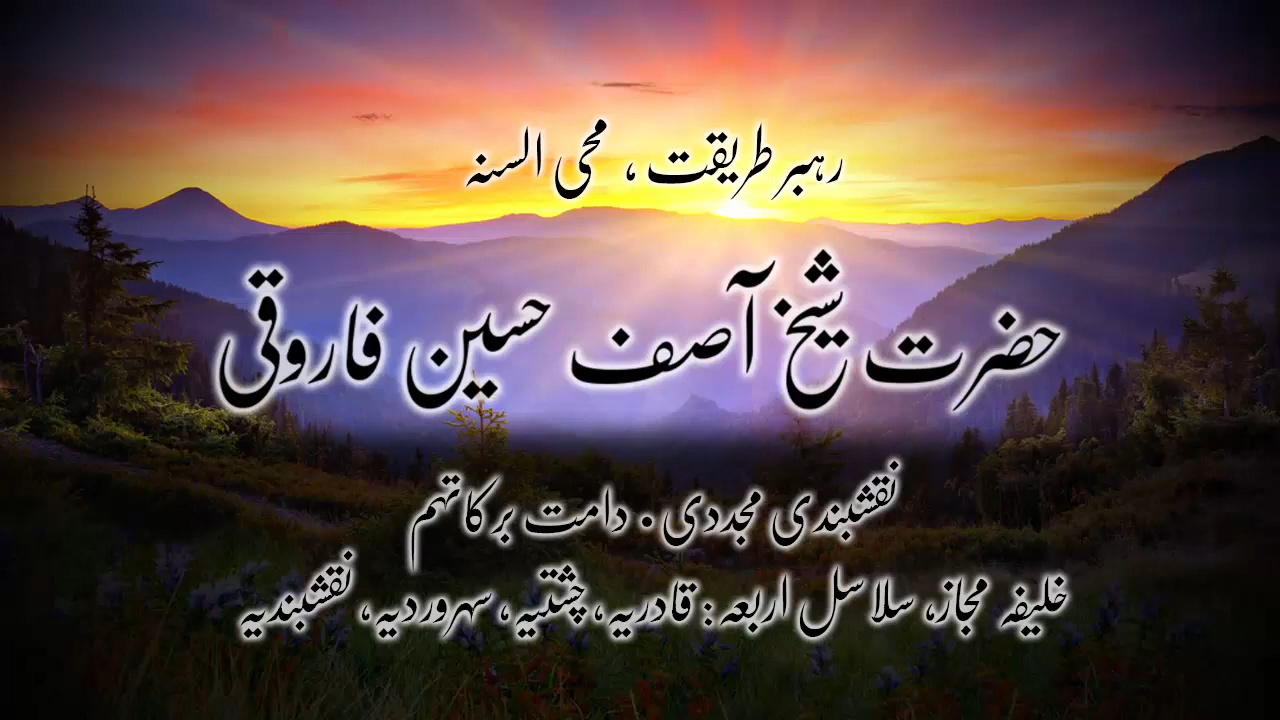 رہبر طریقت ، محی السنہ
حضرت شیخ آصف حسین فاروقی
نقشبندی مجددی . دامت برکاتہم
خلیفہ مجاز، سلاسل اربعہ: قادریہ، چشتیہ، سہروردیہ، نقشبندیہ